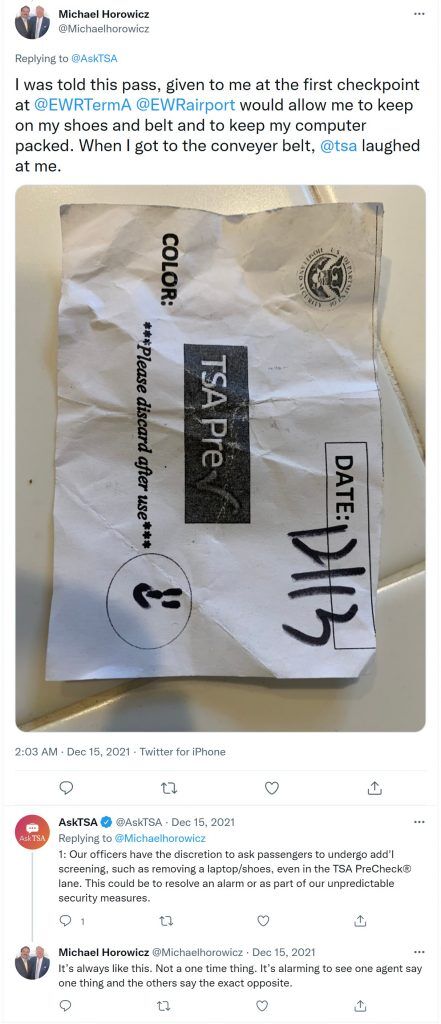 Michael Horowicz
@Michaelhorowicz
Replying to @AskTSA
I was told this pass, given to me at the first checkpoint
at @EWRTermA @EWRairport would allow me to keep
on my shoes and belt and to keep my computer
packed. When I got to the conveyer belt, @tsa laughed
at me.
DATE: 12/13
TSA Pre✓
COLOR:
***Please discard after use***
2:03 AM · Dec 15, 2021 · Twitter for iPhone
AskTSA @AskTSA · Dec 15, 2021
Ask TSA
Replying to @Michaelhorowicz
1: Our officers have the discretion to ask passengers to undergo add'l
screening, such as removing a laptop/shoes, even in the TSA PreCheck®
lane. This could be to resolve an alarm or as part of our unpredictable
security measures.
1
Michael Horowicz @Michaelhorowicz · Dec 15, 2021
It's always like this. Not a one time thing. It's alarming to see one agent say
one thing and the others say the exact opposite.